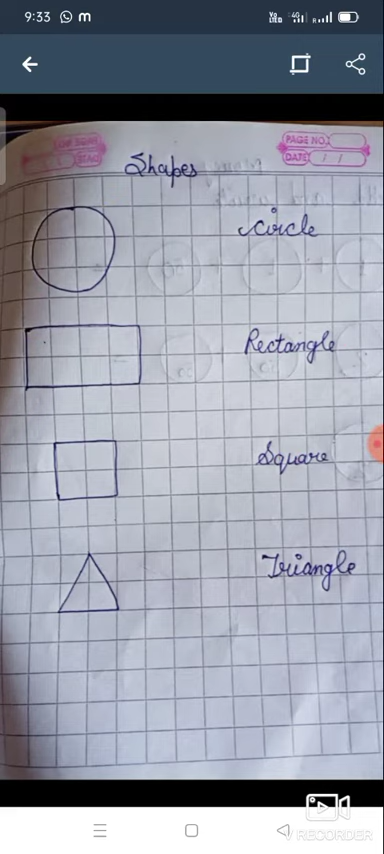 9:33
PAGE NO.
DATE / /
Shapes
Circle
Rectangle
Square
Triangle
V RECORDER